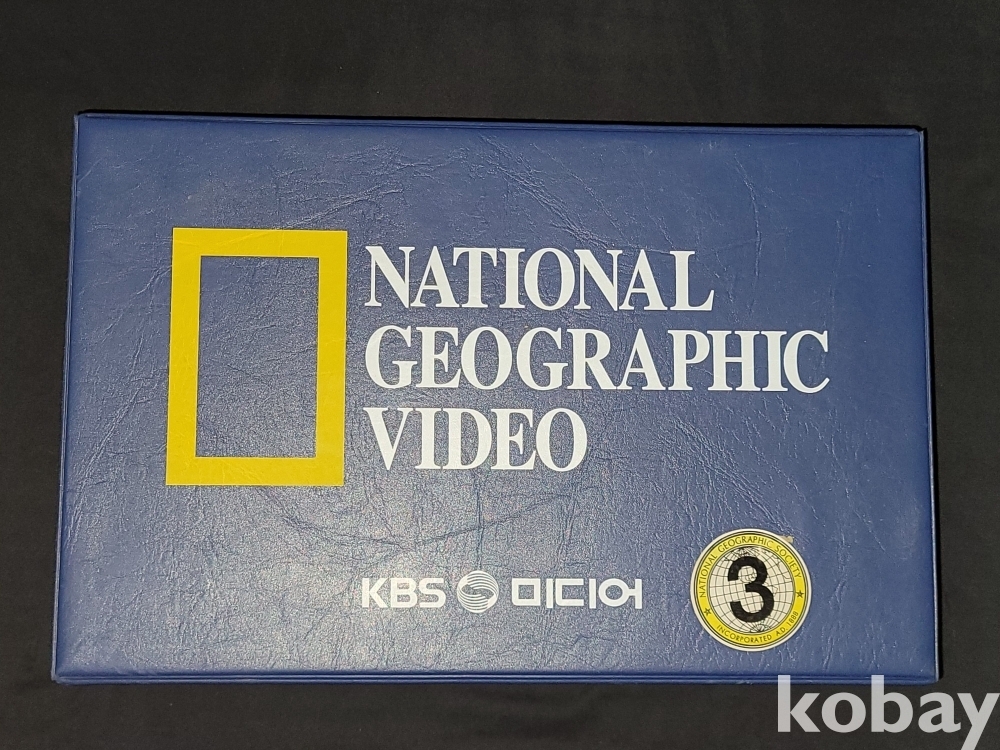 NATIONAL
GEOGRAPHIC
VIDEO
KBS 미디어
NATIONAL GEOGRAPHIC SOCIETY
3
INCORPORATED A.D. 1888
kobay